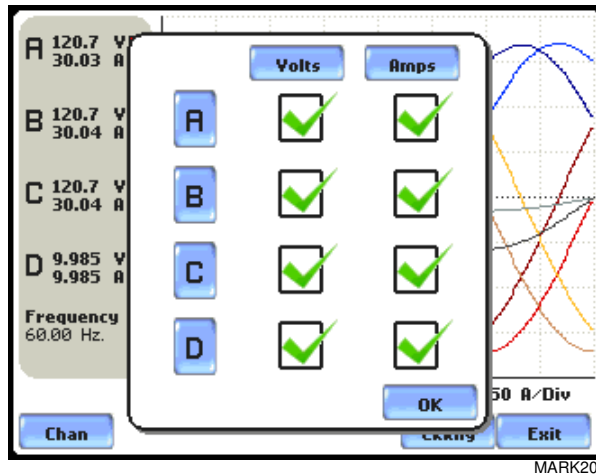 A 120.7 V
30.03 A
B 120.7 V
30.04 A
C 120.7 V
30.04 A
D 9.985 V
9.985 A
Frequency
60.00 Hz.
Volts Amps
A
B
C
D
OK
50 A/Div
Chan
Exit
MARK20